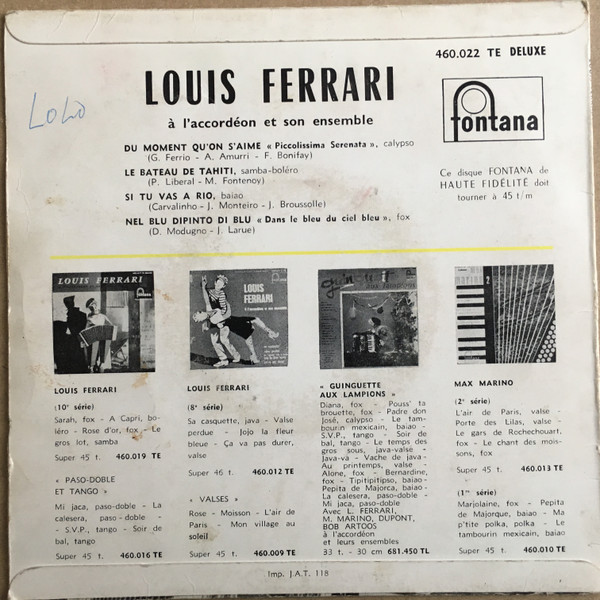 460.022 TE DELUXE
LOUIS FERRARI
à l'accordéon et son ensemble
fontana
LoLo
DU MOMENT QU'ON S'AIME « Piccolissima Serenata », calypso
(G. Ferrio - A. Amurri - F. Bonifay)
LE BATEAU DE TAHITI, samba-boléro
(P. Liberal - M. Fontenoy)
SI TU VAS A RIO, baiao
(Carvalinho - J. Monteiro - J. Broussolle)
NEL BLU DIPINTO DI BLU « Dans le bleu du ciel bleu », fox
(D. Modugno - J. Larue)
Ce disque FONTANA de
HAUTE FIDÉLITÉ doit
tourner à 45 t/m
LOUIS FERRARI
fontana
LOUIS
FERRARI
aux lampions
2
LOUIS FERRARI
(10e série)
Sarah, fox - A Capri, bo-
léro - Rose d'or, fox - Le
gros lot, samba
Super 45 t. 460.019 TE
« PASO-DOBLE
ET TANGO »
Mi jaca, paso-doble - La
calesera, paso-doble -
- S.V.P., tango - Soir de
bal, tango
Super 45 t. 460.016 TE
LOUIS FERRARI
(8e série)
Sa casquette, java - Valse
perdue - Jojo la fleur
bleue - Ça va pas durer,
valse
Super 46 t. 460.012 TE
« VALSES »
Rose - Moisson - L'air de
Paris - Mon village au
soleil
Super 45 t. 460.009 TE
« GUINGUETTE
AUX LAMPIONS »
Diana, fox - Pouss' ta
brouette, fox - Padre don
José, calypso - Le tam-
bourin mexicain, baiao -
S.V.P., tango - Soir de
bal, tango - Le temps des
gros sous, java-valse -
Java-va - Vache de java -
Au printemps, valse -
Alone, fox - Bernardine,
fox - Tipitipitipso, baiao -
Pepita de Majorca, baiao -
La calesera, paso-doble -
Mi jaca, paso-doble
Avec L. FERRARI,
M. MARINO, DUPONT,
BOB ARTOOS
à l'accordéon
et leurs ensembles
33 t. - 30 cm 681.450 TL
MAX MARINO
(2e série)
L'air de Paris, valse -
Porte des Lilas, valse -
Le gars de Rochechouart,
fox - Le chant des mois-
sons, fox
Super 45 t. 460.013 TE
(1re série)
Marjolaine, fox - Pepita
de Majorque, baiao - Ma
p'tite polka, polka - Le
tambourin mexicain, baiao
Super 45 t. 460.010 TE
Imp. J.A.T. 118